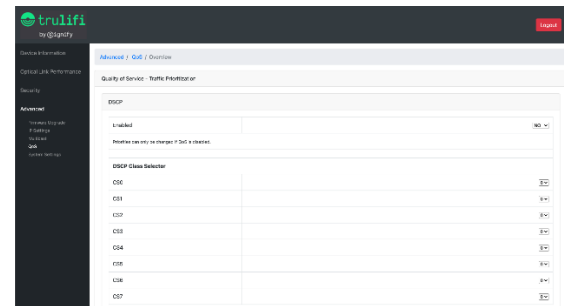 trulifi
by Signify
Logout
Device Information
Optical Link Performance
Security
Advanced
Firmware Upgrade
IP Settings
QoS
System Settings
Advanced / QoS / Overview
Quality of Service - Traffic Prioritization
DSCP
Enabled
NO
Priorities can only be changed if QoS is disabled.
DSCP Class Selector
CS0
CS1
CS2
CS3
CS4
CS5
CS6
CS7